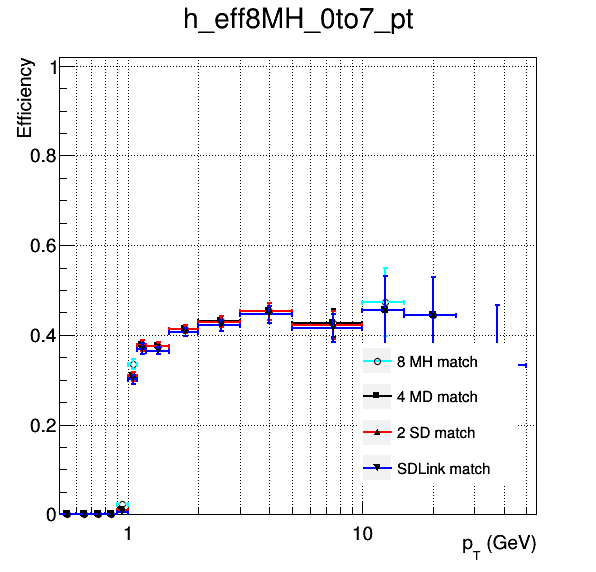 h_eff8MH_0to7_pt
Efficiency
1
0.8
0.6
0.4
0.2
0
8 MH match
4 MD match
2 SD match
SDLink match
1
10
p_T (GeV)